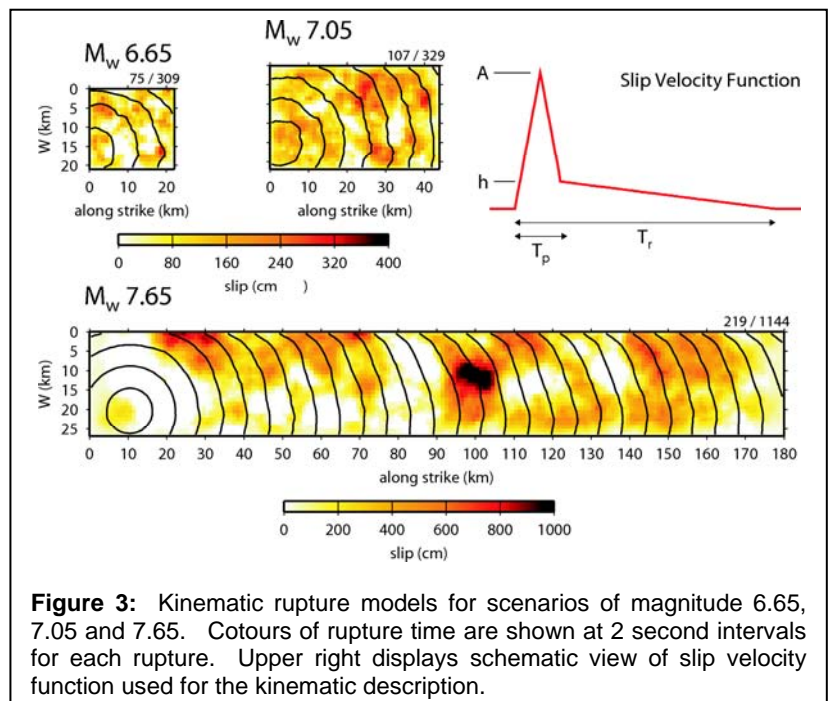 Mw 6.65
75 / 309
W (km)
0
5
10
15
20
0 10 20
along strike (km)
Mw 7.05
107 / 329
0 10 20 30 40
along strike (km)
Slip Velocity Function
A
h
Tp
Tr
0 80 160 240 320 400
slip (cm )
Mw 7.65
219 / 1144
W (km)
0
5
10
15
20
25
0 10 20 30 40 50 60 70 80 90 100 110 120 130 140 150 160 170 180
along strike (km)
0 200 400 600 800 1000
slip (cm)
Figure 3: Kinematic rupture models for scenarios of magnitude 6.65,
7.05 and 7.65. Cotours of rupture time are shown at 2 second intervals
for each rupture. Upper right displays schematic view of slip velocity
function used for the kinematic description.